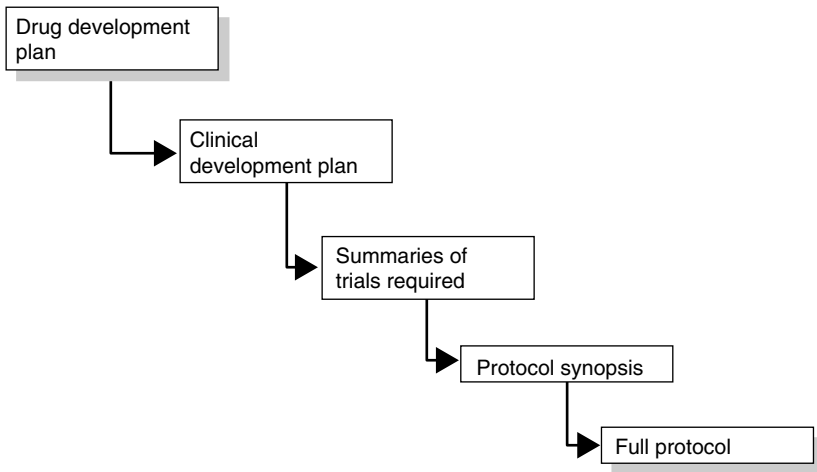 Drug development
plan
Clinical
development plan
Summaries of
trials required
Protocol synopsis
Full protocol